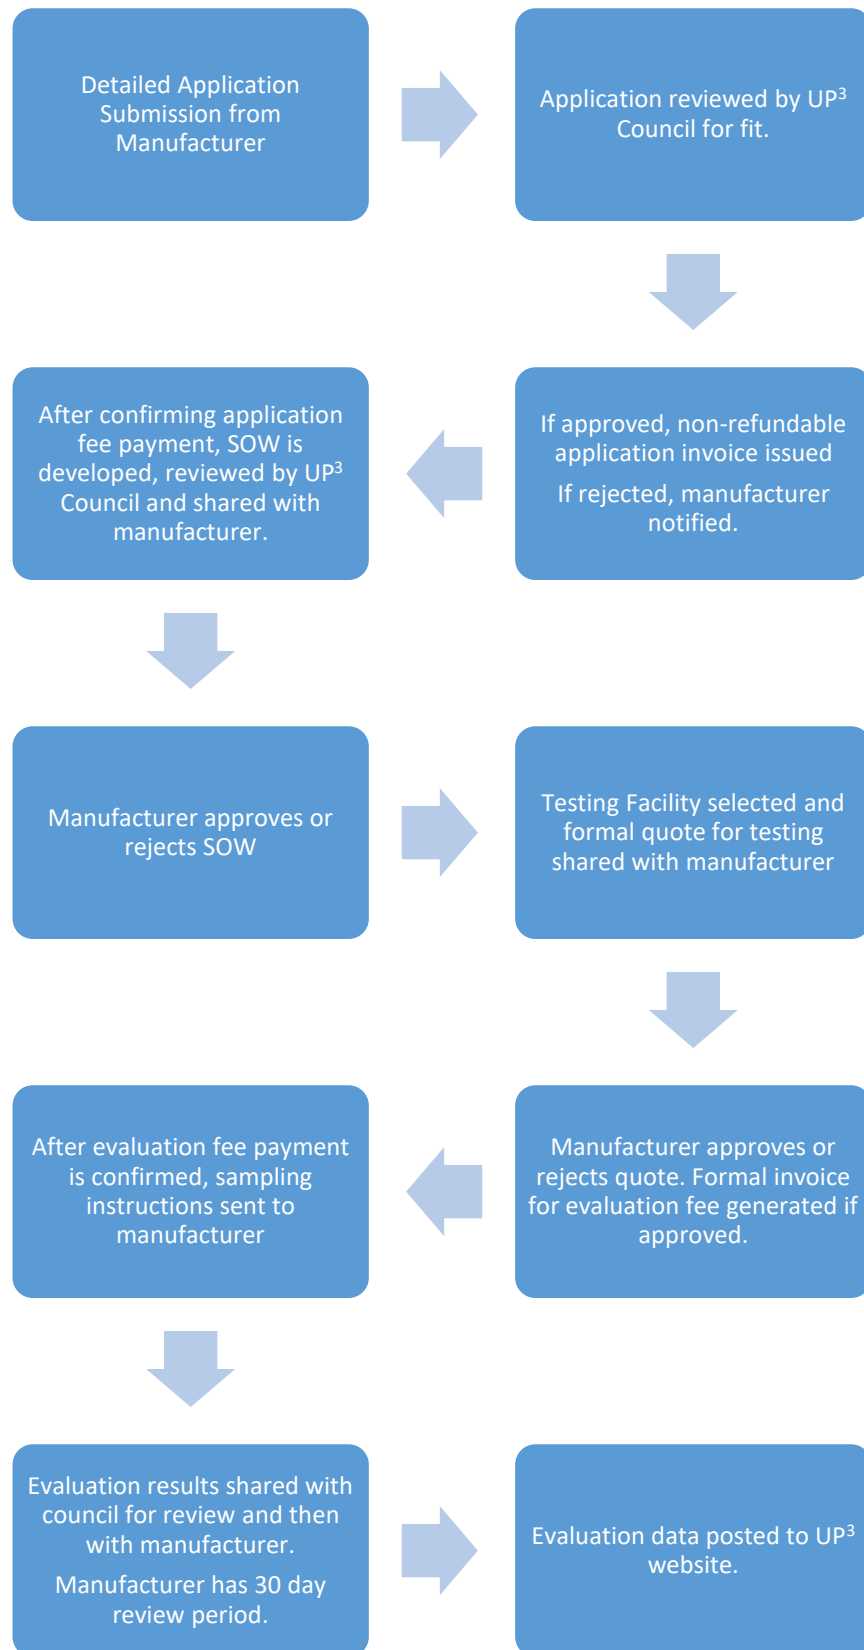 Detailed Application
Submission from
Manufacturer
Application reviewed by UP³
Council for fit.
If approved, non-refundable
application invoice issued
If rejected, manufacturer
notified.
After confirming application
fee payment, SOW is
developed, reviewed by UP³
Council and shared with
manufacturer.
Manufacturer approves or
rejects SOW
Testing Facility selected and
formal quote for testing
shared with manufacturer
Manufacturer approves or
rejects quote. Formal invoice
for evaluation fee generated if
approved.
After evaluation fee payment
is confirmed, sampling
instructions sent to
manufacturer
Evaluation results shared with
council for review and then
with manufacturer.
Manufacturer has 30 day
review period.
Evaluation data posted to UP³
website.